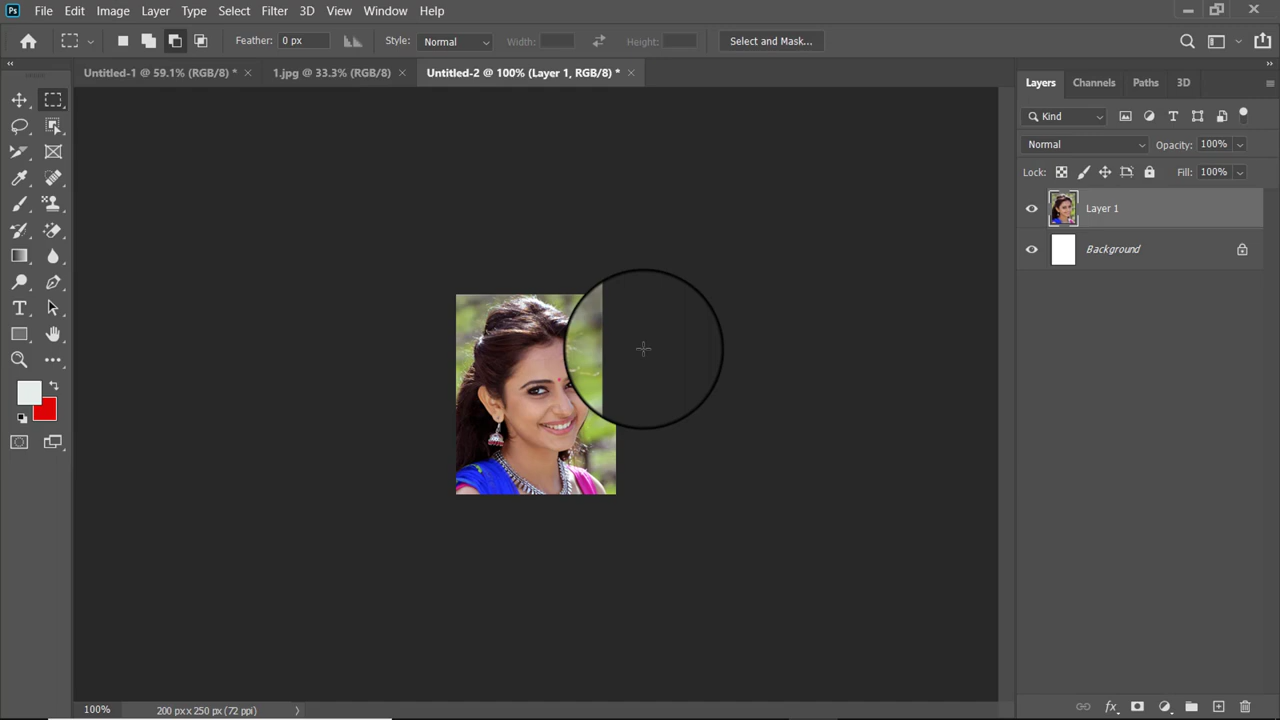 Ps File Edit Image Layer Type Select Filter 3D View Window Help
Feather: 0 px Style: Normal Width: Height: Select and Mask...
Untitled-1 @ 59.1% (RGB/8) * 1.jpg @ 33.3% (RGB/8) Untitled-2 @ 100% (Layer 1, RGB/8) *
Layers Channels Paths 3D
Kind
Normal Opacity: 100%
Lock: Fill: 100%
Layer 1
Background
100% 200 px x 250 px (72 ppi)